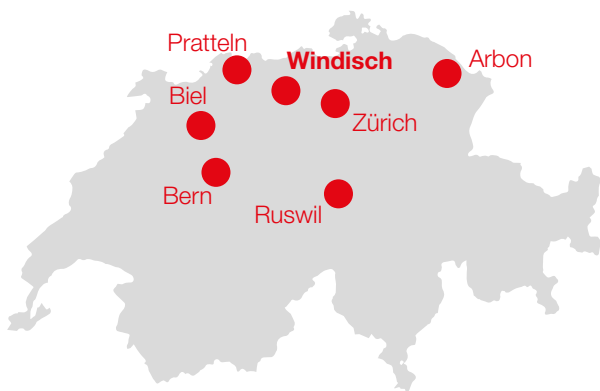 Pratteln
Windisch
Arbon
Biel
Zürich
Bern
Ruswil